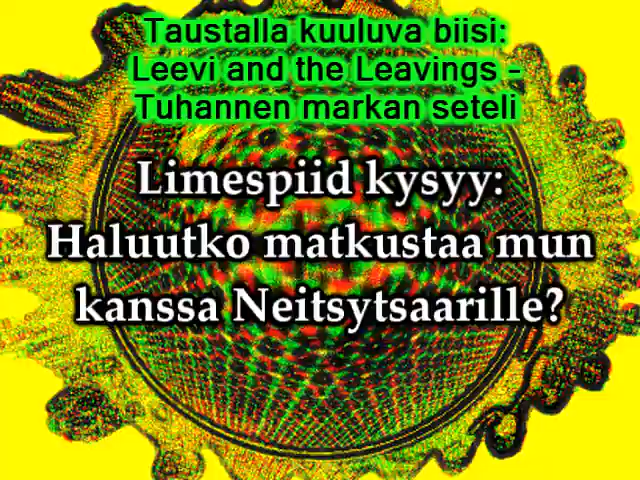 Taustalla kuuluva biisi:
Leevi and the Leavings -
Tuhannen markan seteli
Limespiid kysyy:
Haluutko matkustaa mun
kanssa Neitsytsaarille?